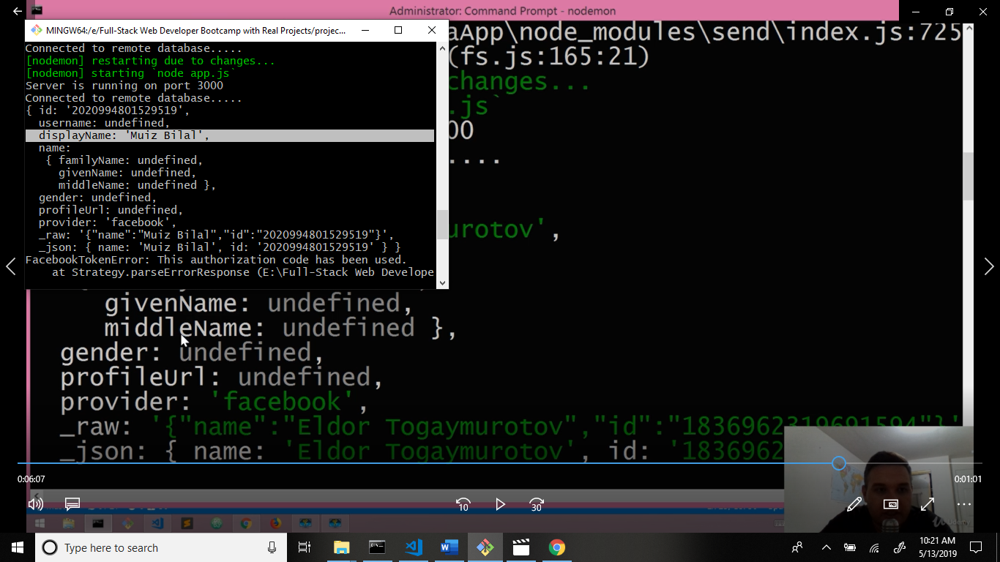 Administrator: Command Prompt - nodemon
MINGW64:/e/Full-Stack Web Developer Bootcamp with Real Projects/projec...
Connected to remote database.....
[nodemon] restarting due to changes...
[nodemon] starting `node app.js`
Server is running on port 3000
Connected to remote database.....
{ id: '2020994801529519',
username: undefined,
displayName: 'Muiz Bilal',
name:
{ familyName: undefined,
givenName: undefined,
middleName: undefined },
gender: undefined,
profileUrl: undefined,
provider: 'facebook',
_raw: '{"name":"Muiz Bilal","id":"2020994801529519"}',
_json: { name: 'Muiz Bilal', id: '2020994801529519' } }
FacebookTokenError: This authorization code has been used.
at Strategy.parseErrorResponse (E:\Full-Stack Web Develope
aApp\node_modules\send\index.js:725
(fs.js:165:21)
changes...
.js`
00
....
urotov',
givenName: undefined,
middleName: undefined },
gender: undefined,
profileUrl: undefined,
provider: 'facebook',
_raw: '{"name":"Eldor Togaymurotov","id":"1836962319691594"}'
_json: { name: 'Eldor Togaymurotov', id: '183696
0:06:07
0:01:01
10
30
Udemy
Type here to search
10:21 AM
5/13/2019